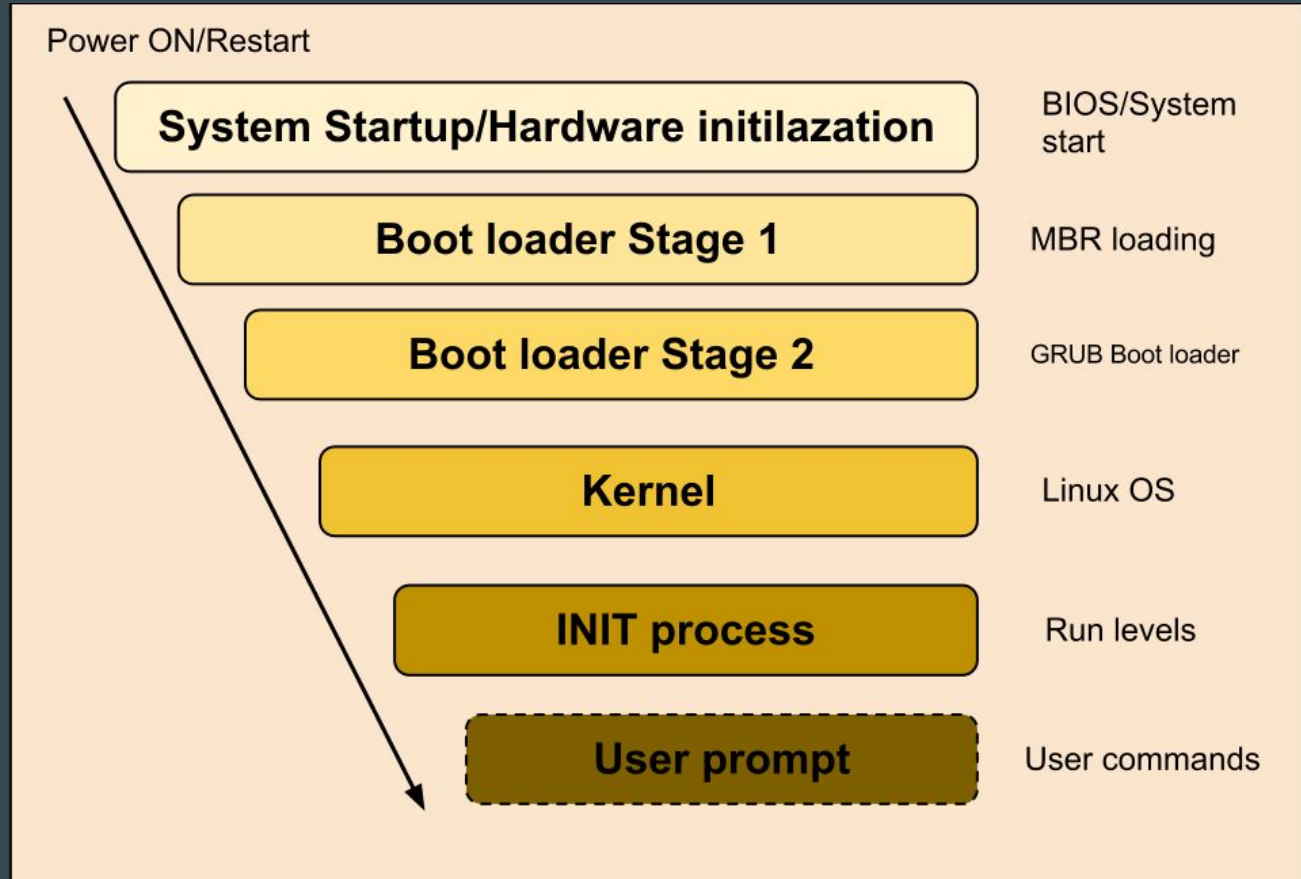 Power ON/Restart
System Startup/Hardware initilazation
BIOS/System
start
Boot loader Stage 1
MBR loading
Boot loader Stage 2
GRUB Boot loader
Kernel
Linux OS
INIT process
Run levels
User prompt
User commands